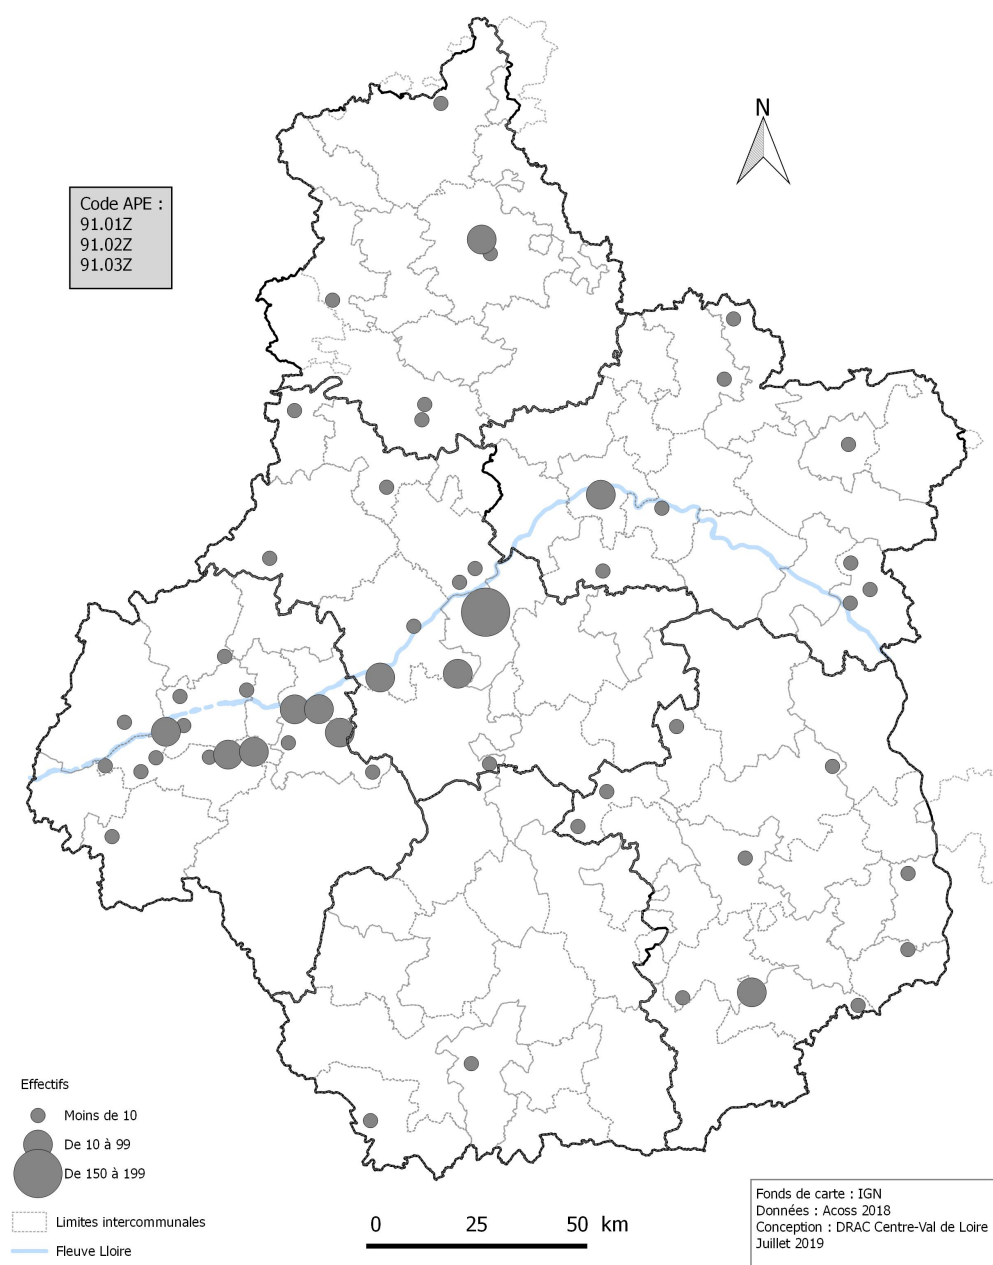 N
Code APE :
91.01Z
91.02Z
91.03Z
Effectifs
Moins de 10
De 10 à 99
De 150 à 199
Limites intercommunales
Fleuve Lloire
0 25 50 km
Fonds de carte : IGN
Données : Acoss 2018
Conception : DRAC Centre-Val de Loire
Juillet 2019